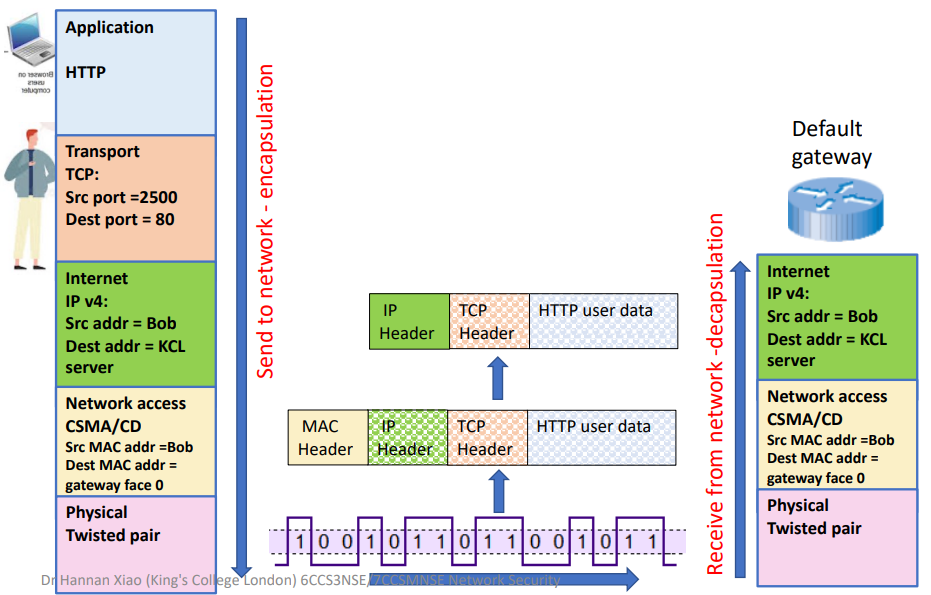 Browser on
users
computer
Application
HTTP
Transport
TCP:
Src port =2500
Dest port = 80
Internet
IP v4:
Src addr = Bob
Dest addr = KCL
server
Network access
CSMA/CD
Src MAC addr =Bob
Dest MAC addr =
gateway face 0
Physical
Twisted pair
Send to network - encapsulation
IP
Header
TCP
Header
HTTP user data
MAC
Header
IP
Header
TCP
Header
HTTP user data
1 0 0 1 0 1 1 0 1 1 0 0 1 0 1 1
Receive from network -decapsulation
Default
gateway
Internet
IP v4:
Src addr = Bob
Dest addr = KCL
server
Network access
CSMA/CD
Src MAC addr =Bob
Dest MAC addr =
gateway face 0
Physical
Twisted pair
Dr Hannan Xiao (King's College London) 6CCS3NSE/7CCSMNSE Network Security